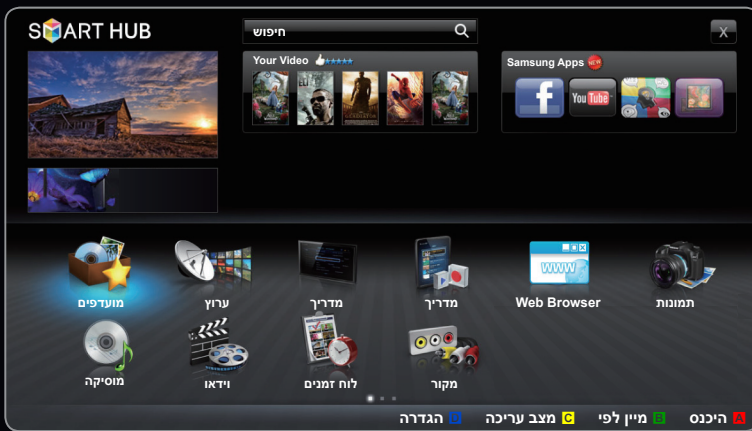 SMART HUB
חיפוש
X
Your Video
Samsung Apps NEW
f
You Tube
מועדפים
ערוץ
מדריך
מדריך
Web Browser
www
תמונות
מוסיקה
וידאו
לוח זמנים
מקור
A היכנס B מיין לפי C מצב עריכה D הגדרה